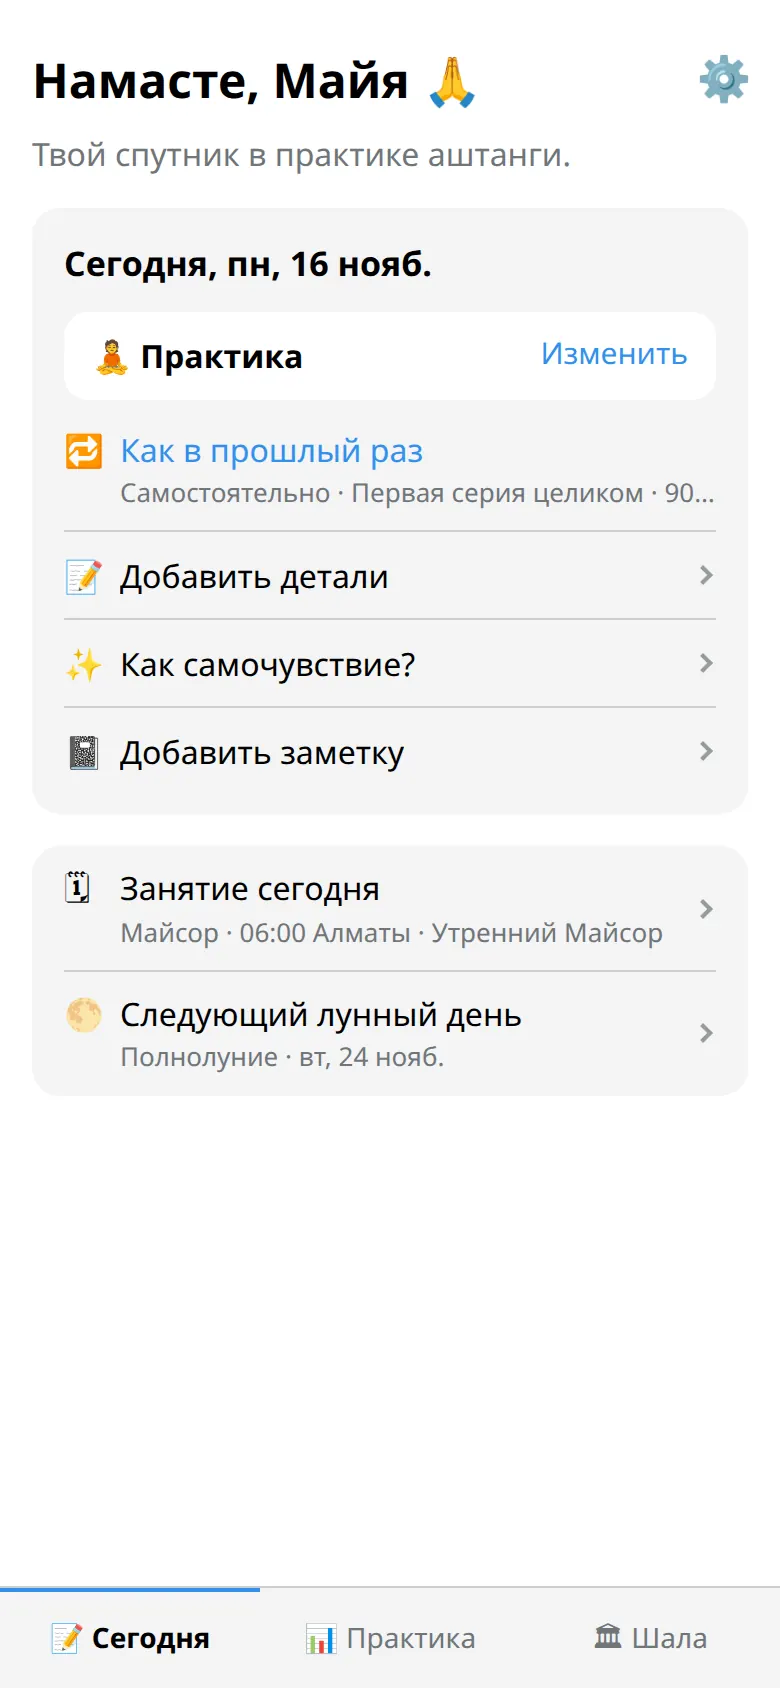 Намасте, Майя 🙏
Твой спутник в практике аштанги.
Сегодня, пн, 16 нояб.
Практика
Изменить
Как в прошлый раз
Самостоятельно · Первая серия целиком · 90...
Добавить детали
Как самочувствие?
Добавить заметку
Занятие сегодня
Майсор · 06:00 Алматы · Утренний Майсор
Следующий лунный день
Полнолуние · вт, 24 нояб.
Сегодня
Практика
Шала